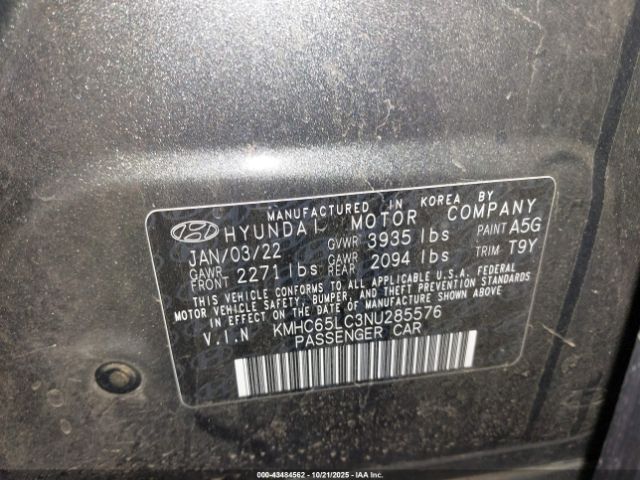 MANUFACTURED IN KOREA BY
HYUNDAI MOTOR COMPANY
JAN/03/22 GVWR 3935 lbs PAINT A5G
GAWR FRONT 2271 lbs GAWR REAR 2094 lbs TRIM T9Y
THIS VEHICLE CONFORMS TO ALL APPLICABLE U.S.A. FEDERAL
MOTOR VEHICLE SAFETY, BUMPER, AND THEFT PREVENTION
STANDARDS IN EFFECT ON THE DATE OF MANUFACTURE SHOWN ABOVE.
V.I.N KMHC65LC3NU285576
PASSENGER CAR
000-43484562 - 10/21/2025 - Copyright 2025, IAA Inc.